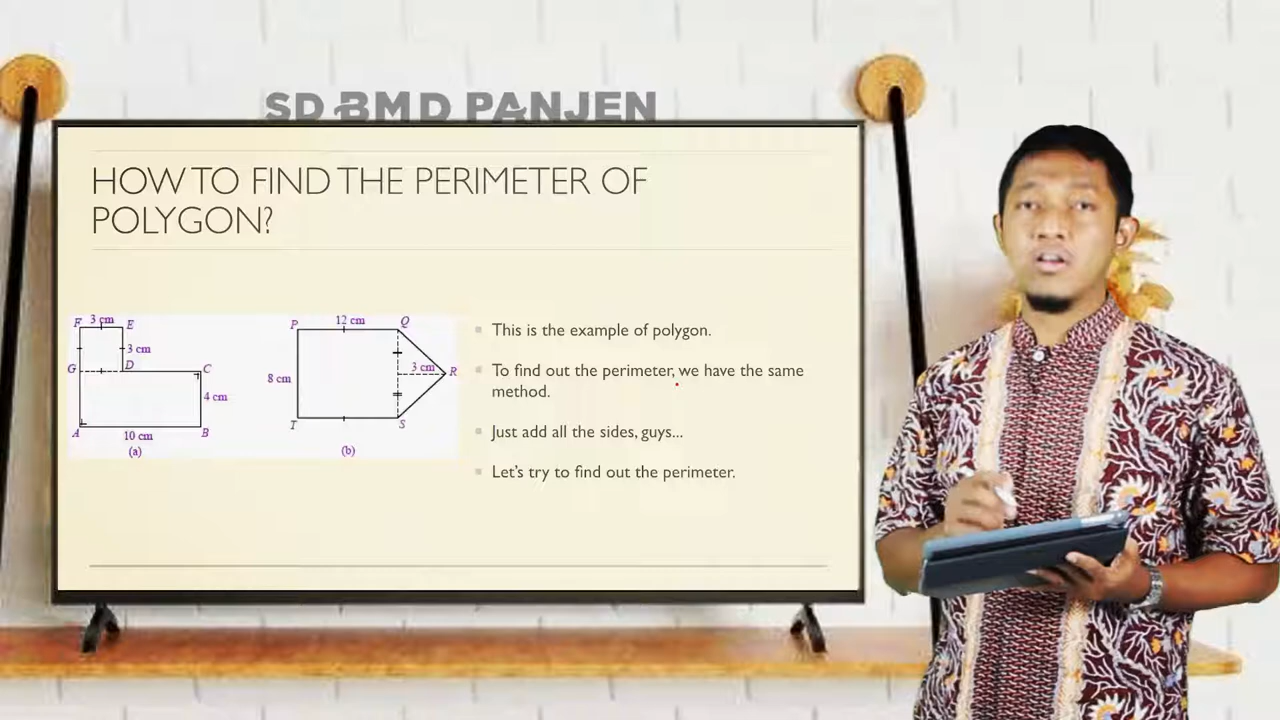 SD BMD PANJEN
HOW TO FIND THE PERIMETER OF
POLYGON?
F 3 cm E
3 cm
G D C
4 cm
A 10 cm B
(a)
P 12 cm Q
8 cm 3 cm R
T S
(b)
This is the example of polygon.
To find out the perimeter, we have the same
method.
Just add all the sides, guys...
Let's try to find out the perimeter.